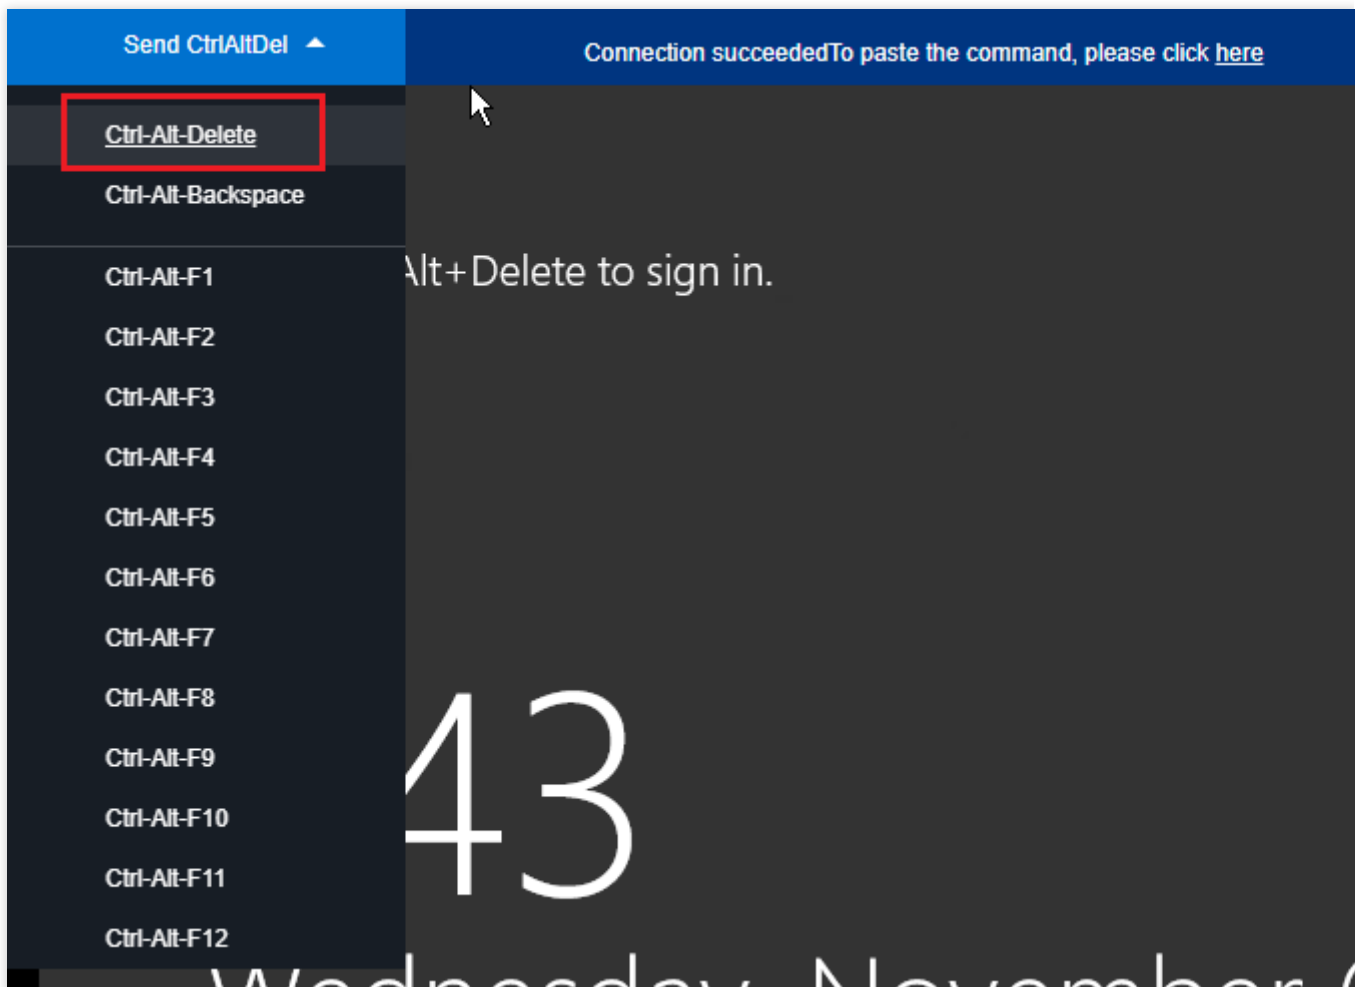 Send CtrlAltDel
Connection succeededTo paste the command, please click here
Ctrl-Alt-Delete
Ctrl-Alt-Backspace
Alt+Delete to sign in.
Ctrl-Alt-F1
Ctrl-Alt-F2
Ctrl-Alt-F3
Ctrl-Alt-F4
Ctrl-Alt-F5
Ctrl-Alt-F6
Ctrl-Alt-F7
Ctrl-Alt-F8
Ctrl-Alt-F9
Ctrl-Alt-F10
43
Ctrl-Alt-F11
Ctrl-Alt-F12
Wednesday, November